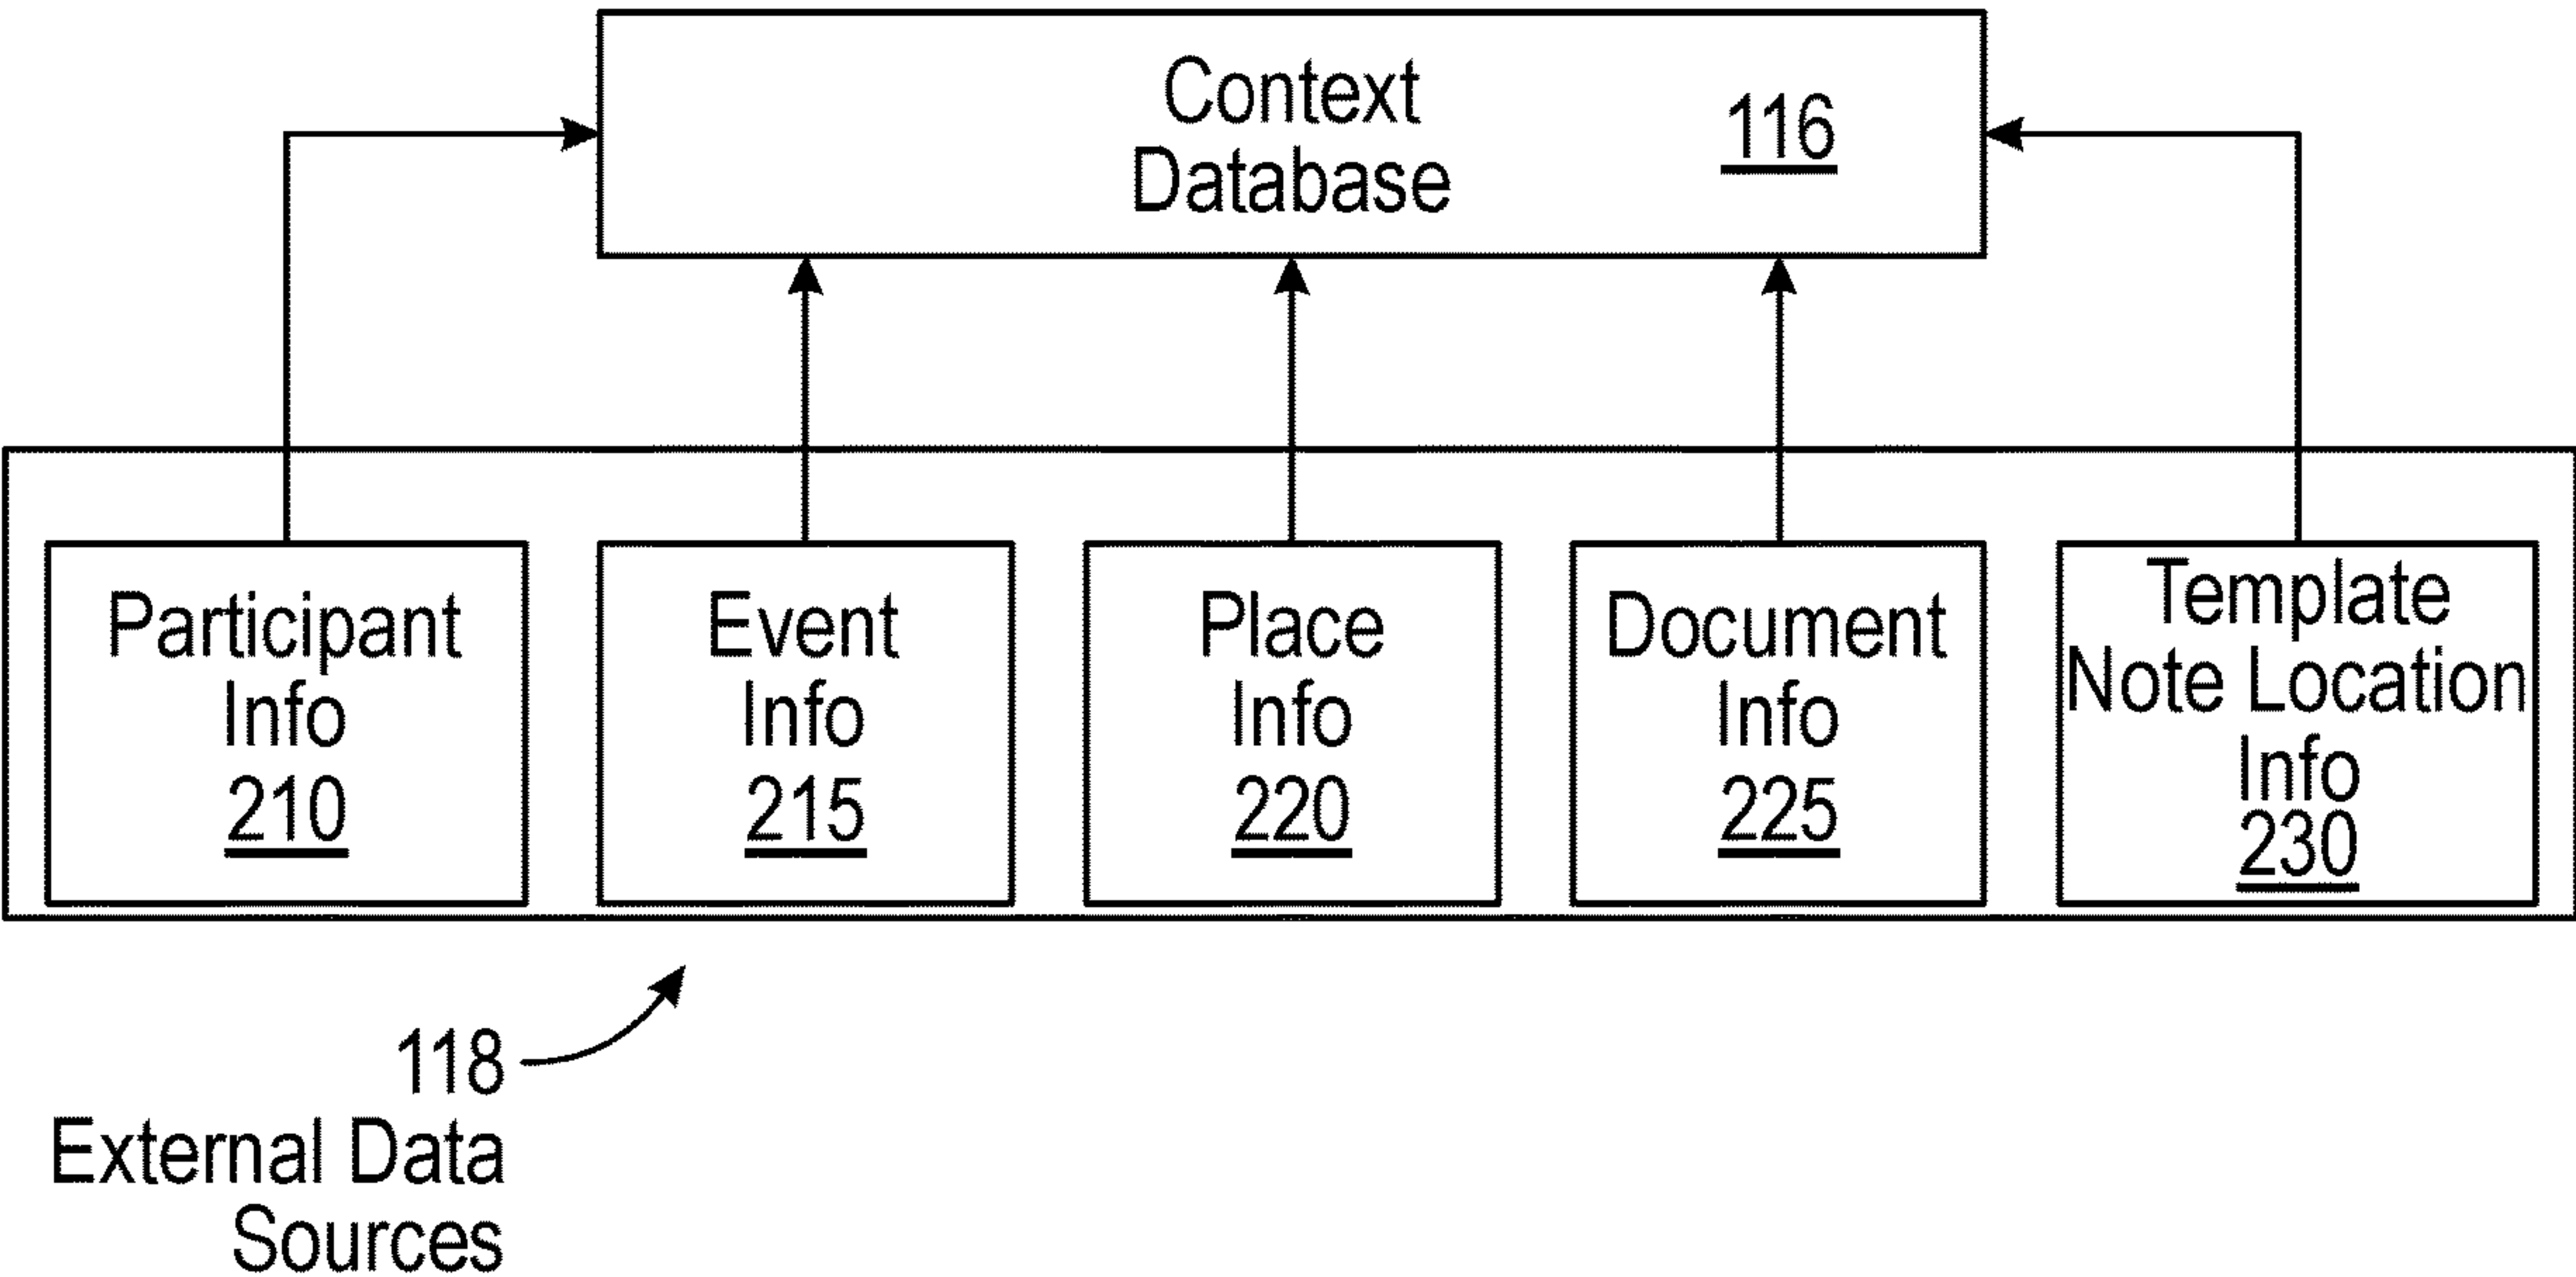 Context
Database
116
Participant
Info
210
Event
Info
215
Place
Info
220
Document
Info
225
Template
Note Location
Info
230
118
External Data
Sources